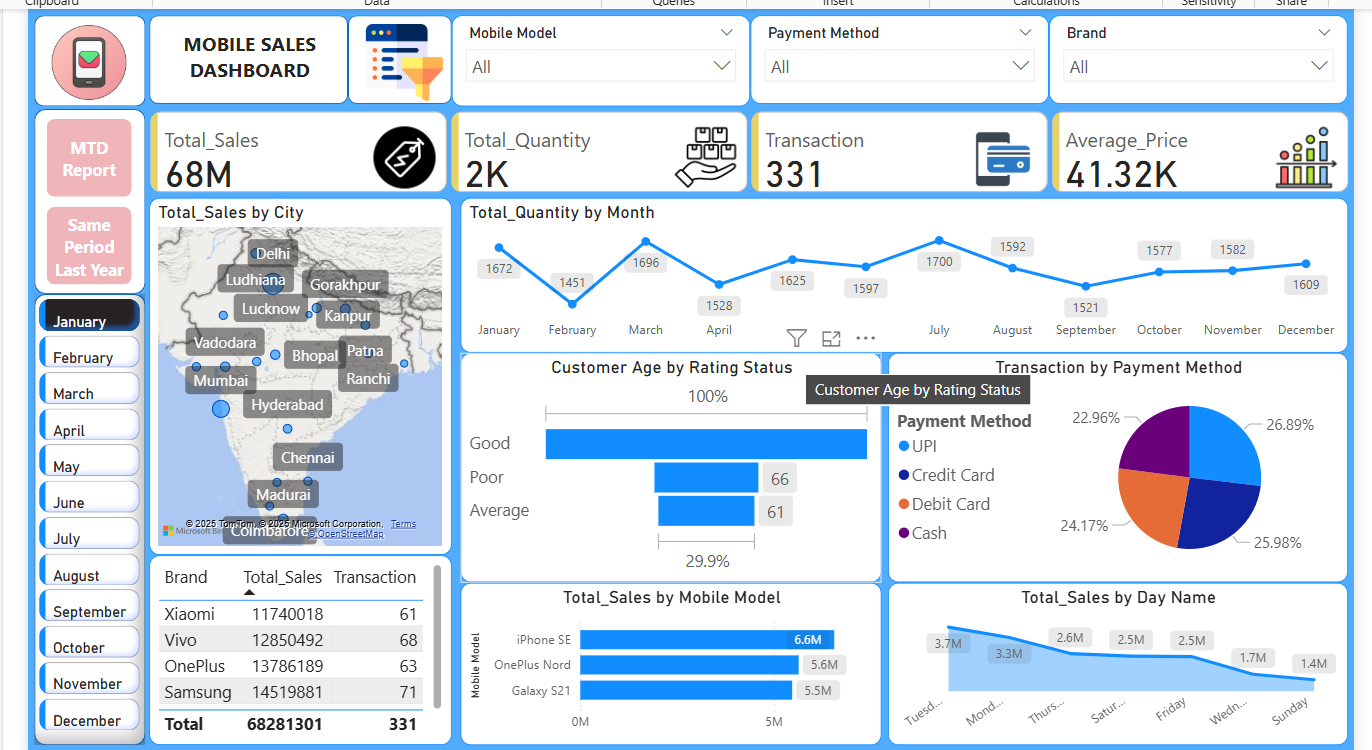 Clipboard
Data
Queries
Insert
Calculations
Sensitivity
Share
MOBILE SALES
DASHBOARD
Mobile Model
All
Payment Method
All
Brand
All
MTD
Report
Same
Period
Last Year
Total_Sales
68M
Total_Quantity
2K
Transaction
331
Average_Price
41.32K
January
February
March
April
May
June
July
August
September
October
November
December
Total_Sales by City
Delhi
Ludhiana
Gorakhpur
Lucknow
Kanpur
Vadodara
Bhopal
Patna
Mumbai
Ranchi
Hyderabad
Chennai
Madurai
Coimbatore
© 2025 TomTom, © 2025 Microsoft Corporation, Terms
© OpenStreetMap
Microsoft Bin
Total_Quantity by Month
1672
1451
1696
1528
1625
1597
1700
1592
1521
1577
1582
1609
January
February
March
April
July
August
September
October
November
December
Customer Age by Rating Status
100%
Good
Poor
66
Average
61
29.9%
Customer Age by Rating Status
Transaction by Payment Method
Payment Method
UPI
Credit Card
Debit Card
Cash
22.96%
26.89%
24.17%
25.98%
Brand Total_Sales Transaction
Xiaomi 11740018 61
Vivo 12850492 68
OnePlus 13786189 63
Samsung 14519881 71
Total 68281301 331
Total_Sales by Mobile Model
Mobile Model
iPhone SE 6.6M
OnePlus Nord 5.6M
Galaxy S21 5.5M
0M 5M
Total_Sales by Day Name
3.7M
3.3M
2.6M
2.5M
2.5M
1.7M
1.4M
Tuesd...
Mond...
Thurs...
Satur...
Friday
Wedn...
Sunday